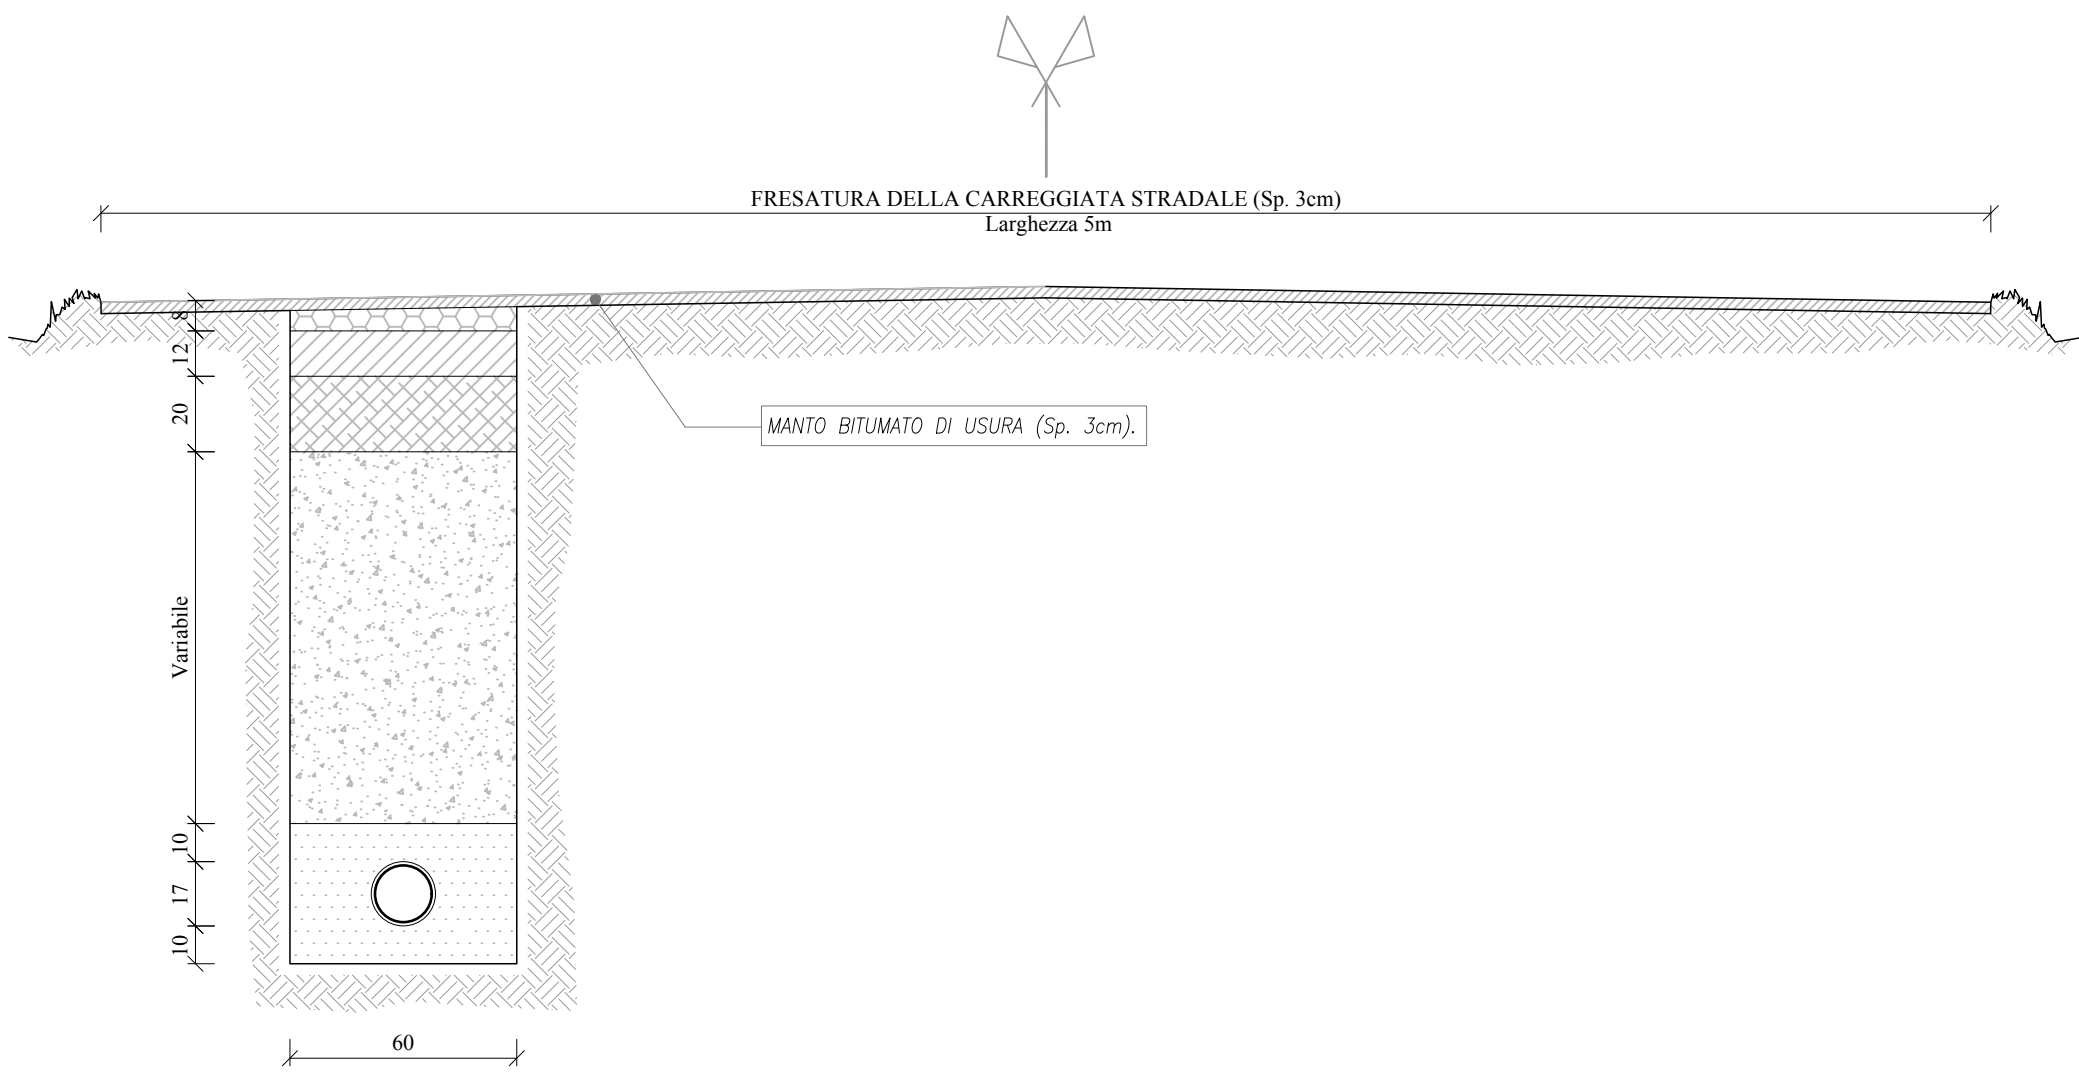 FRESATURA DELLA CARREGGIATA STRADALE (Sp. 3cm)
Larghezza 5m
8
12
20
MANTO BITUMATO DI USURA (Sp. 3cm).
Variabile
10
17
10
60